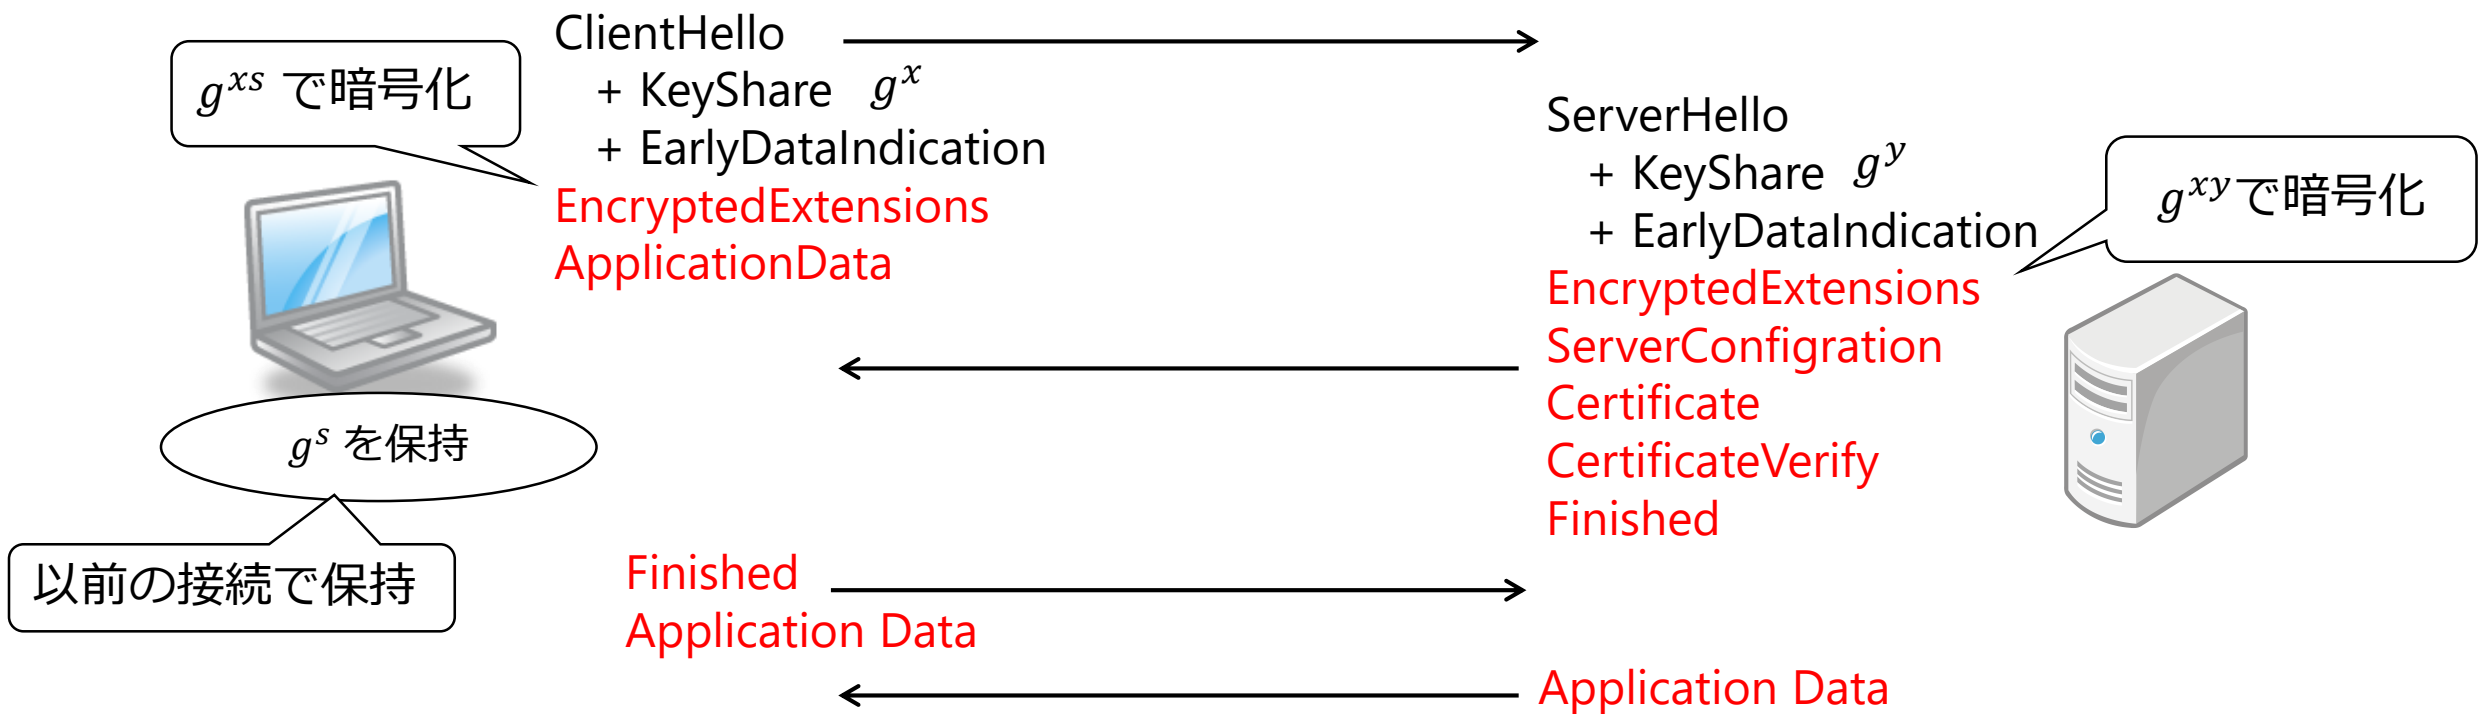 ClientHello
+ KeyShare g^x
+ EarlyDataIndication
EncryptedExtensions
ApplicationData
g^{xs} で暗号化
ServerHello
+ KeyShare g^y
+ EarlyDataIndication
EncryptedExtensions
ServerConfigration
Certificate
CertificateVerify
Finished
g^{xy}で暗号化
g^s を保持
以前の接続で保持
Finished
Application Data
Application Data